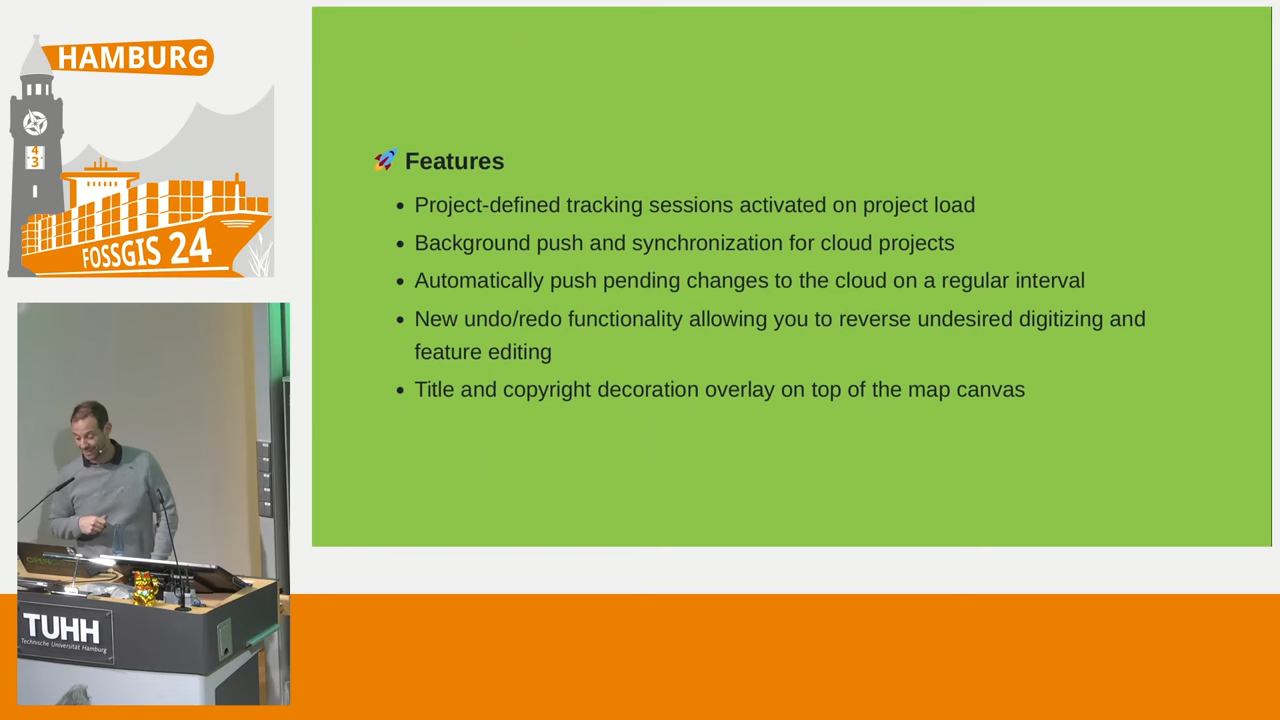 HAMBURG
4
3
FOSSGIS 24
🚀 Features
• Project-defined tracking sessions activated on project load
• Background push and synchronization for cloud projects
• Automatically push pending changes to the cloud on a regular interval
• New undo/redo functionality allowing you to reverse undesired digitizing and
feature editing
• Title and copyright decoration overlay on top of the map canvas
OPEN
TUHH
Technische Universität Hamburg